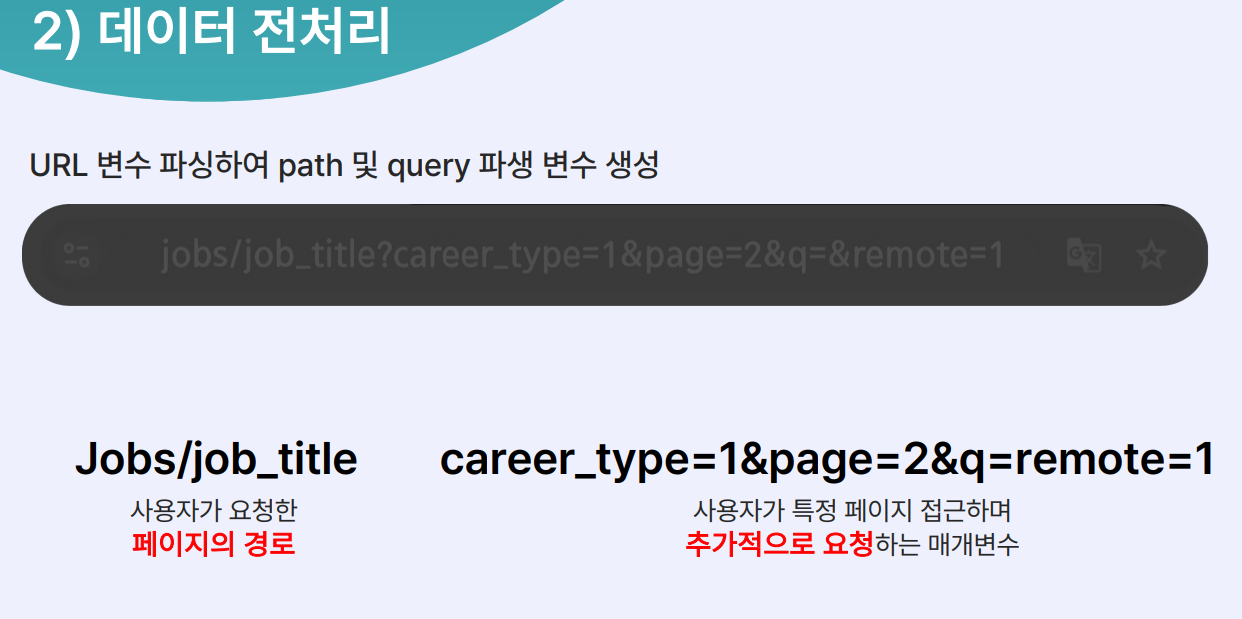 2) 데이터 전처리
URL 변수 파싱하여 path 및 query 파생 변수 생성
jobs/job_title?career_type=1&page=2&q=&remote=1
Jobs/job_title
사용자가 요청한
페이지의 경로
career_type=1&page=2&q=remote=1
사용자가 특정 페이지 접근하며
추가적으로 요청하는 매개변수